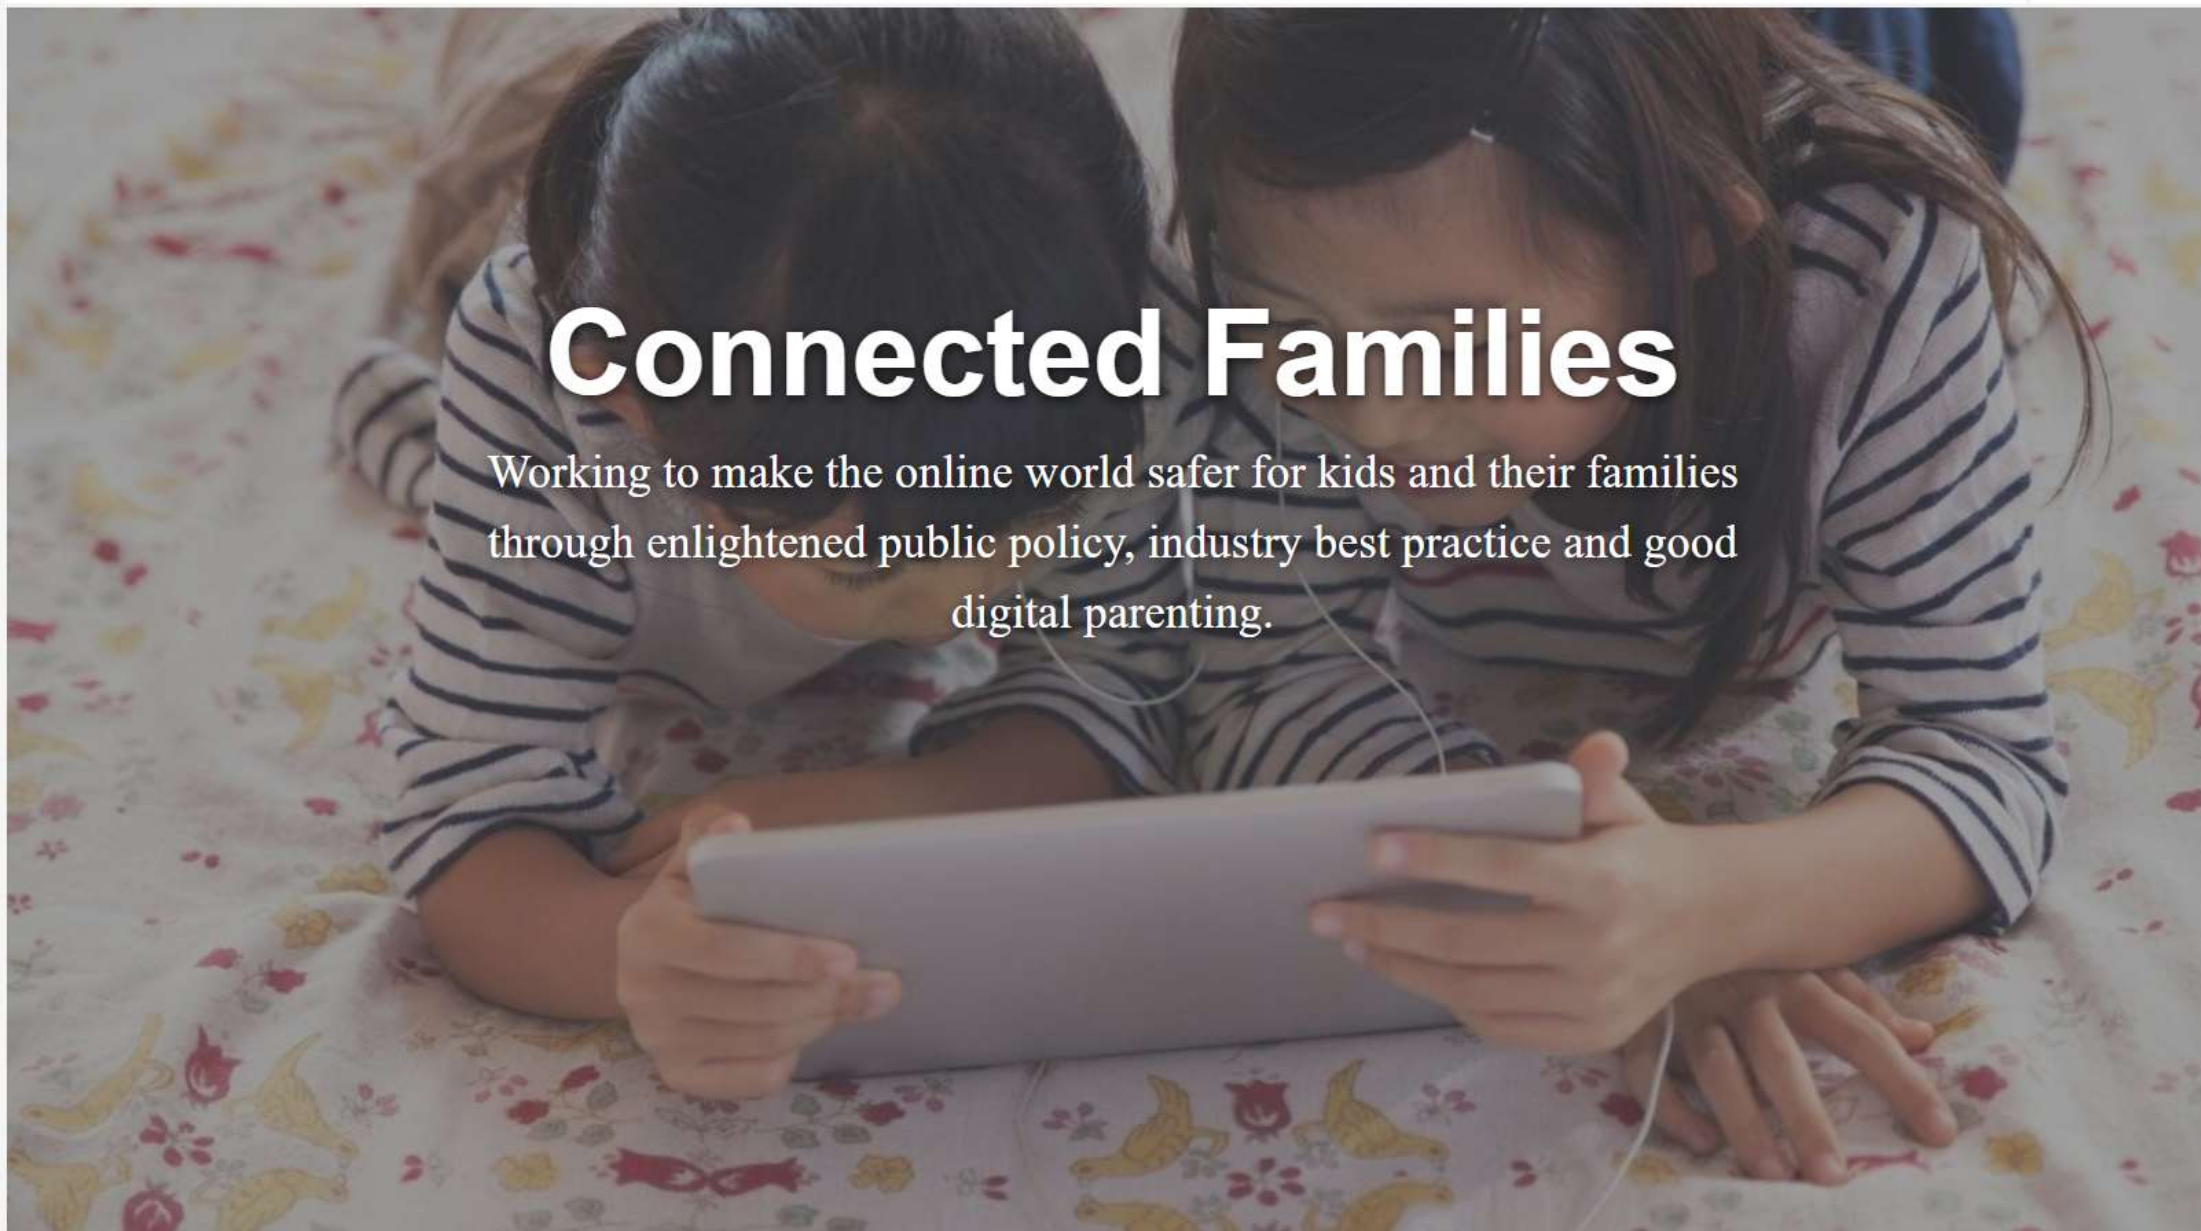 Connected Families
Working to make the online world safer for kids and their families
through enlightened public policy, industry best practice and good
digital parenting.